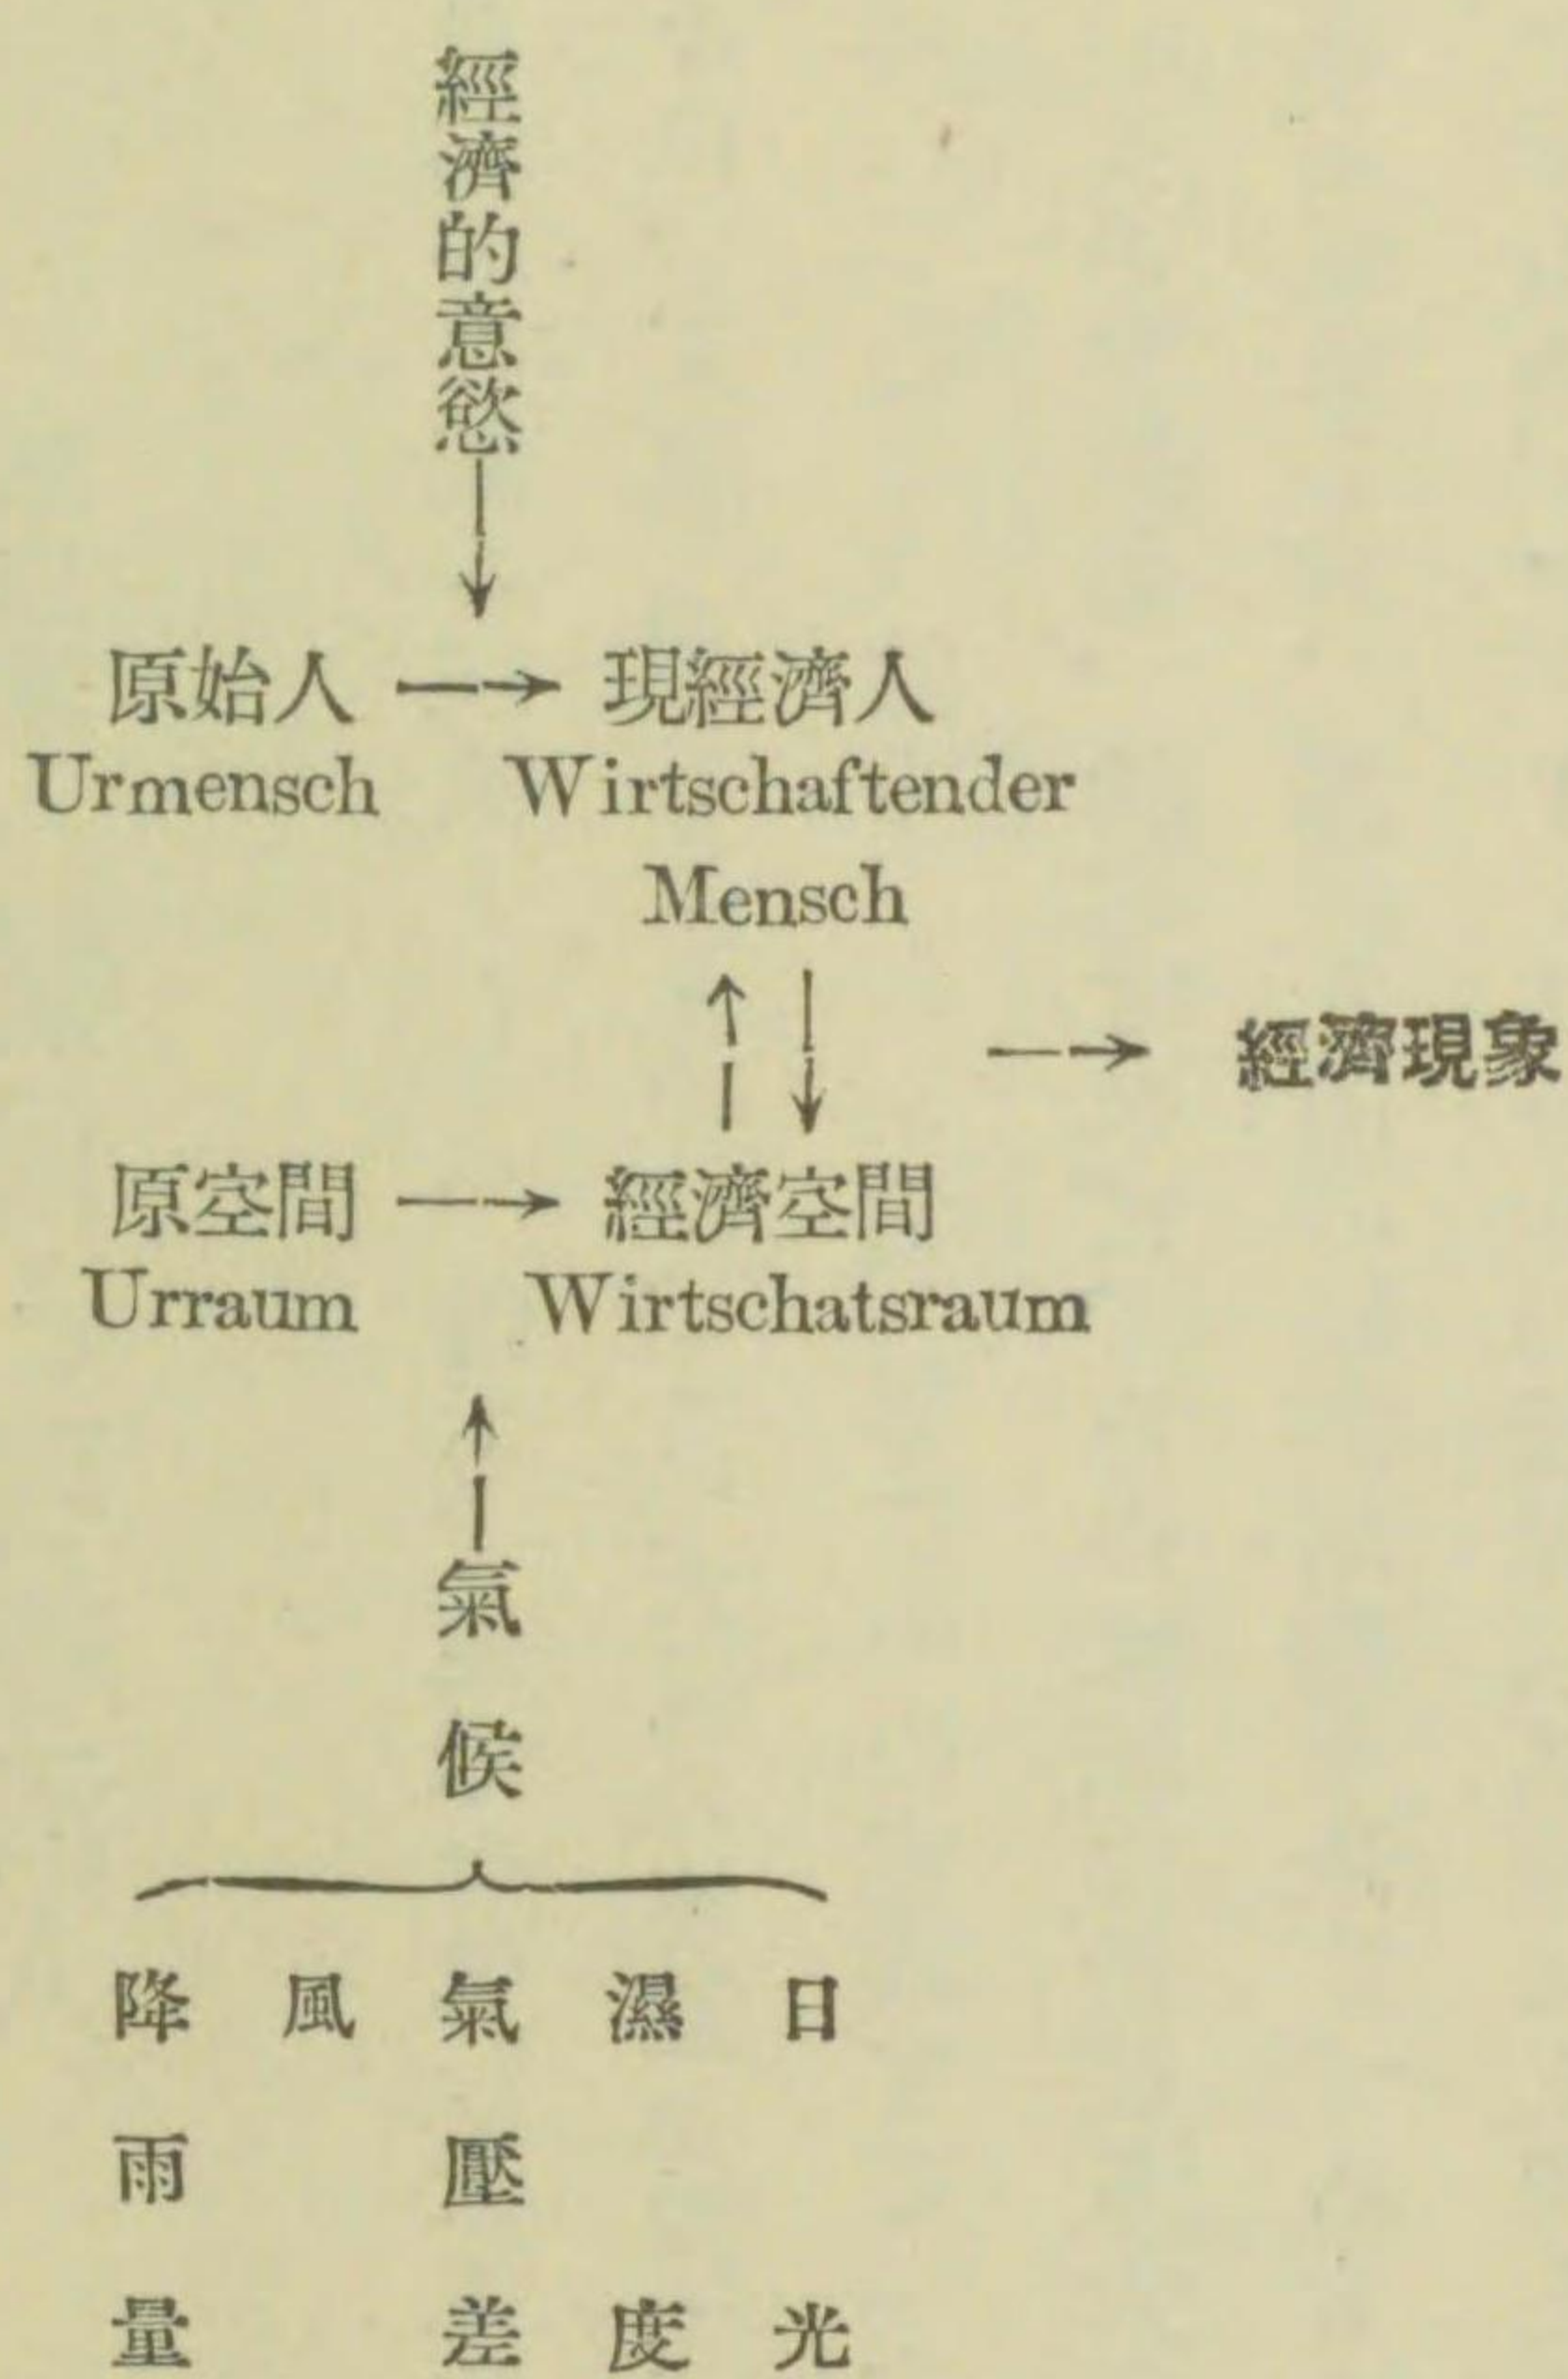 經濟的意慾
原始人 → 現經濟人
Urmensch Wirtschaftender
Mensch
→ 經濟現象
原空間 → 經濟空間
Urraum Wirtschatsraum
氣候
日光
濕度
氣壓差
風
降雨量